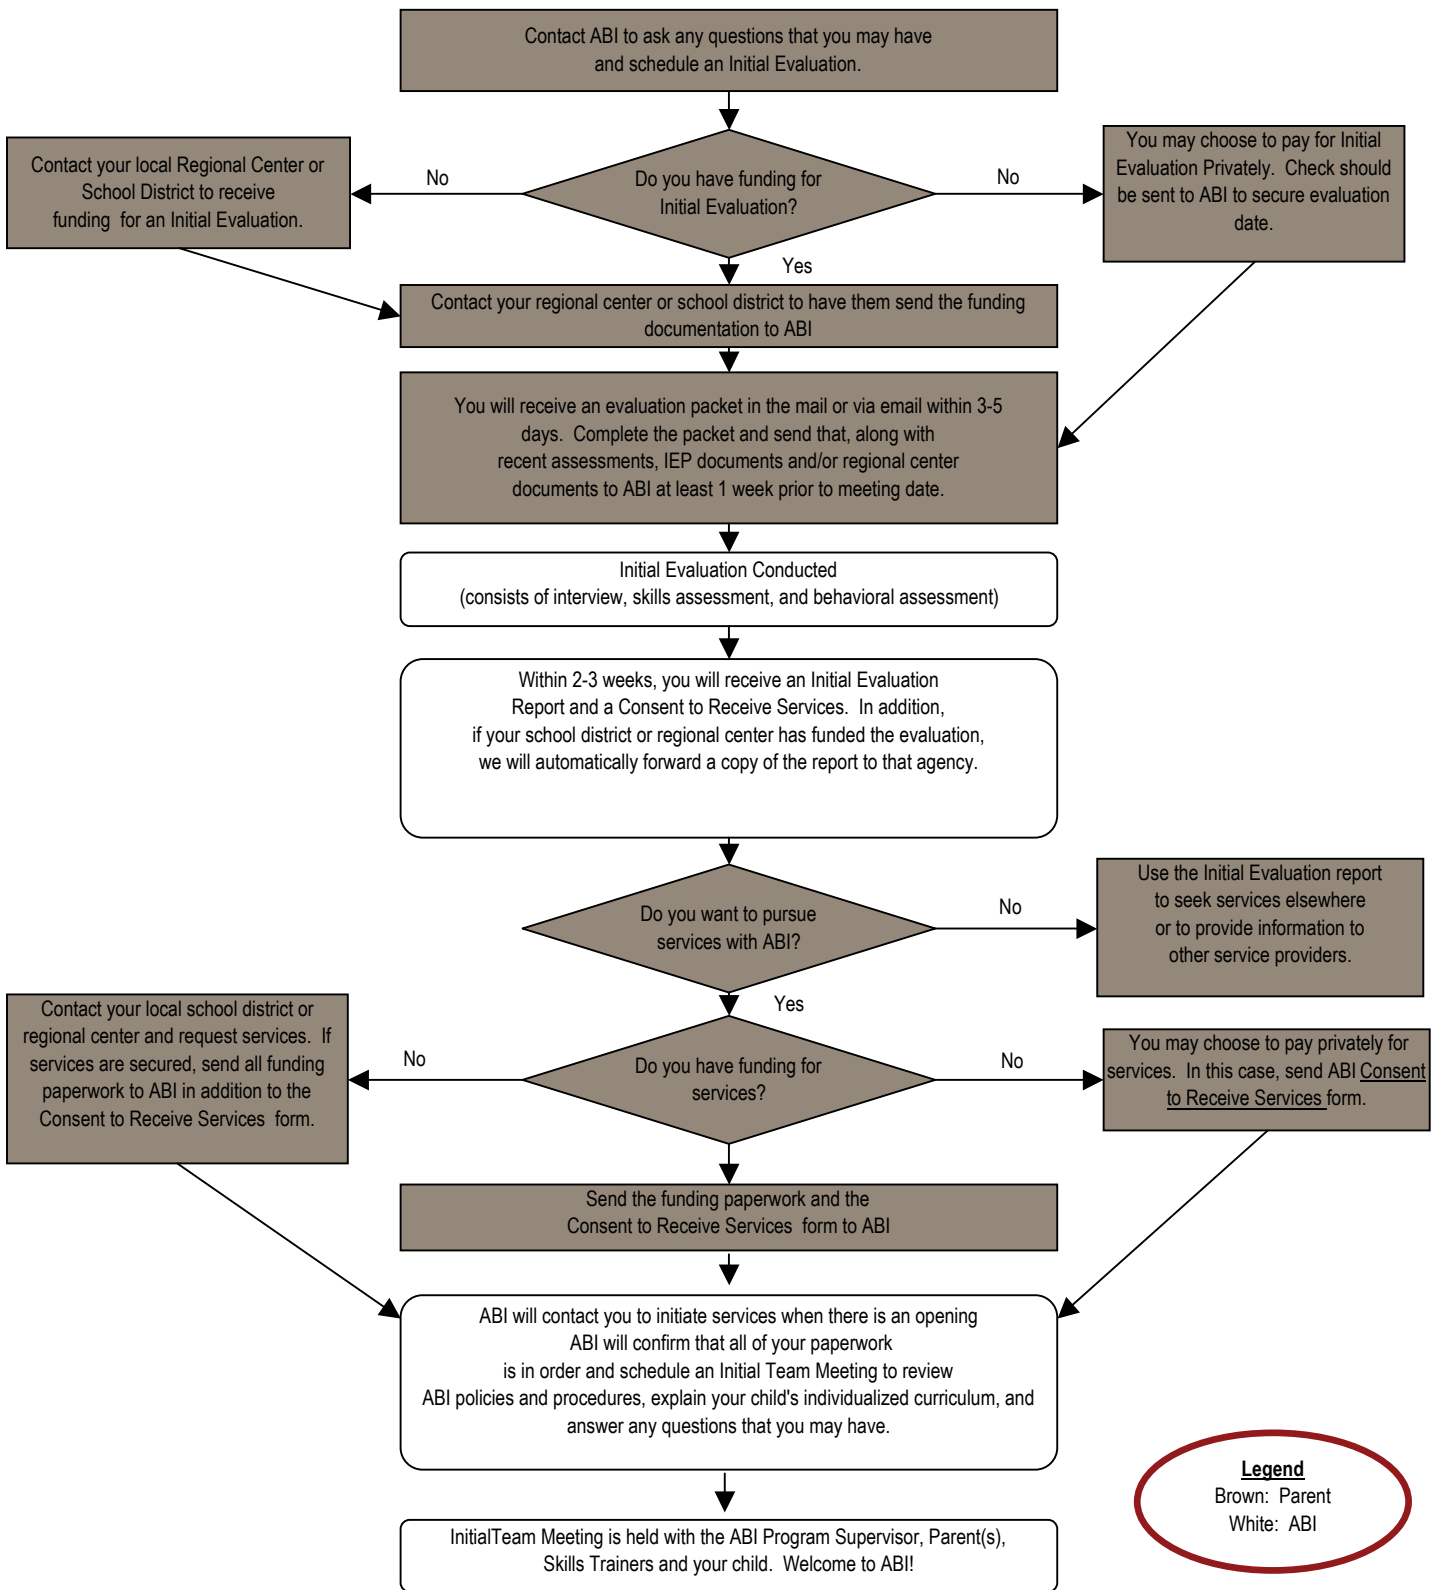 Contact ABI to ask any questions that you may have
and schedule an Initial Evaluation.
Contact your local Regional Center or
School District to receive
funding for an Initial Evaluation.
No
Do you have funding for
Initial Evaluation?
No
You may choose to pay for Initial
Evaluation Privately. Check should
be sent to ABI to secure evaluation
date.
Yes
Contact your regional center or school district to have them send the funding
documentation to ABI
You will receive an evaluation packet in the mail or via email within 3-5
days. Complete the packet and send that, along with
recent assessments, IEP documents and/or regional center
documents to ABI at least 1 week prior to meeting date.
Initial Evaluation Conducted
(consists of interview, skills assessment, and behavioral assessment)
Within 2-3 weeks, you will receive an Initial Evaluation
Report and a Consent to Receive Services. In addition,
if your school district or regional center has funded the evaluation,
we will automatically forward a copy of the report to that agency.
Do you want to pursue
services with ABI?
No
Use the Initial Evaluation report
to seek services elsewhere
or to provide information to
other service providers.
Yes
Contact your local school district or
regional center and request services. If
services are secured, send all funding
paperwork to ABI in addition to the
Consent to Receive Services form.
No
Do you have funding for
services?
No
You may choose to pay privately for
services. In this case, send ABI Consent
to Receive Services form.
Send the funding paperwork and the
Consent to Receive Services form to ABI
ABI will contact you to initiate services when there is an opening
ABI will confirm that all of your paperwork
is in order and schedule an Initial Team Meeting to review
ABI policies and procedures, explain your child's individualized curriculum, and
answer any questions that you may have.
InitialTeam Meeting is held with the ABI Program Supervisor, Parent(s),
Skills Trainers and your child. Welcome to ABI!
Legend
Brown: Parent
White: ABI